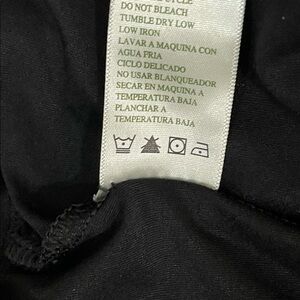 CYCLE
DO NOT BLEACH
TUMBLE DRY LOW
LOW IRON
LAVAR A MAQUINA CON
AGUA FRIA
CICLO DELICADO
NO USAR BLANQUEADOR
SECAR EN MAQUINA A
TEMPERATURA BAJA
PLANCHAR A
TEMPERATURA BAJA